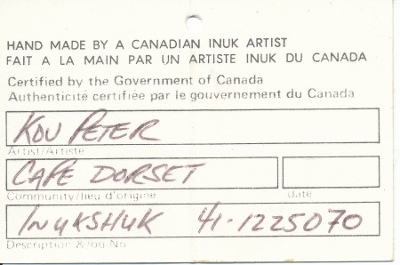 HAND MADE BY A CANADIAN INUK ARTIST
FAIT A LA MAIN PAR UN ARTISTE INUK DU CANADA
Certified by the Government of Canada
Authenticité certifiée par le gouvernement du Canada
KOU PETER
Artist/Artiste
CAPE DORSET
Community/lieu d'origine date
INUKSHUK 41-1225070
Description &/ou No